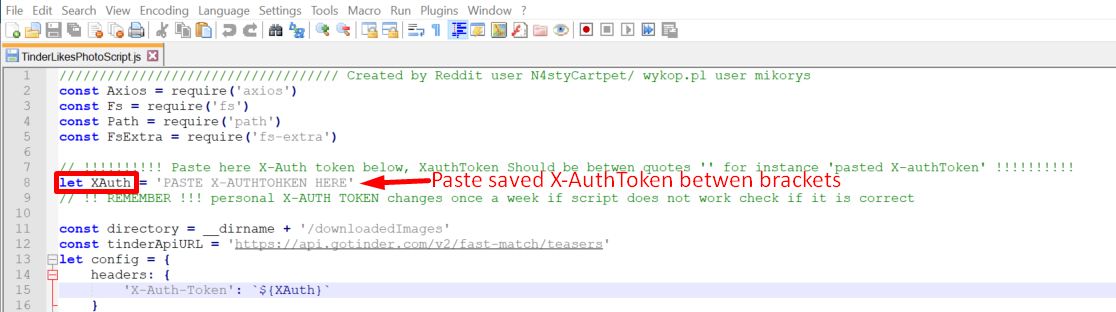 File Edit Search View Encoding Language Settings Tools Macro Run Plugins Window ?
TinderLikesPhotoScript.js
1 /////////////////////////////////// Created by Reddit user N4styCartpet/ wykop.pl user mikorys
2 const Axios = require('axios')
3 const Fs = require('fs')
4 const Path = require('path')
5 const FsExtra = require('fs-extra')
6
7 // !!!!!!!!!! Paste here X-Auth token below, XauthToken Should be betwen quotes '' for instance 'pasted X-authToken' !!!!!!!!!!
8 let XAuth = 'PASTE X-AUTHTOHKEN HERE' Paste saved X-AuthToken betwen brackets
9 // !! REMEMBER !!! personal X-AUTH TOKEN changes once a week if script does not work check if it is correct
10
11 const directory = __dirname + '/downloadedImages'
12 const tinderApiURL = 'https://api.gotinder.com/v2/fast-match/teasers'
13 let config = {
14 headers: {
15 'X-Auth-Token': `${XAuth}`
16 }